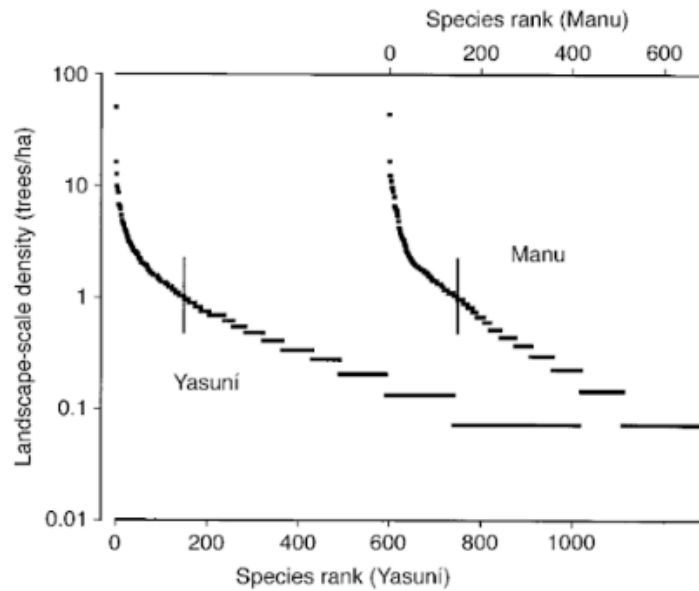 Species rank (Manu)
0 200 400 600
100
10
1
0.1
0.01
Landscape-scale density (trees/ha)
Manu
Yasuní
0 200 400 600 800 1000
Species rank (Yasuní)